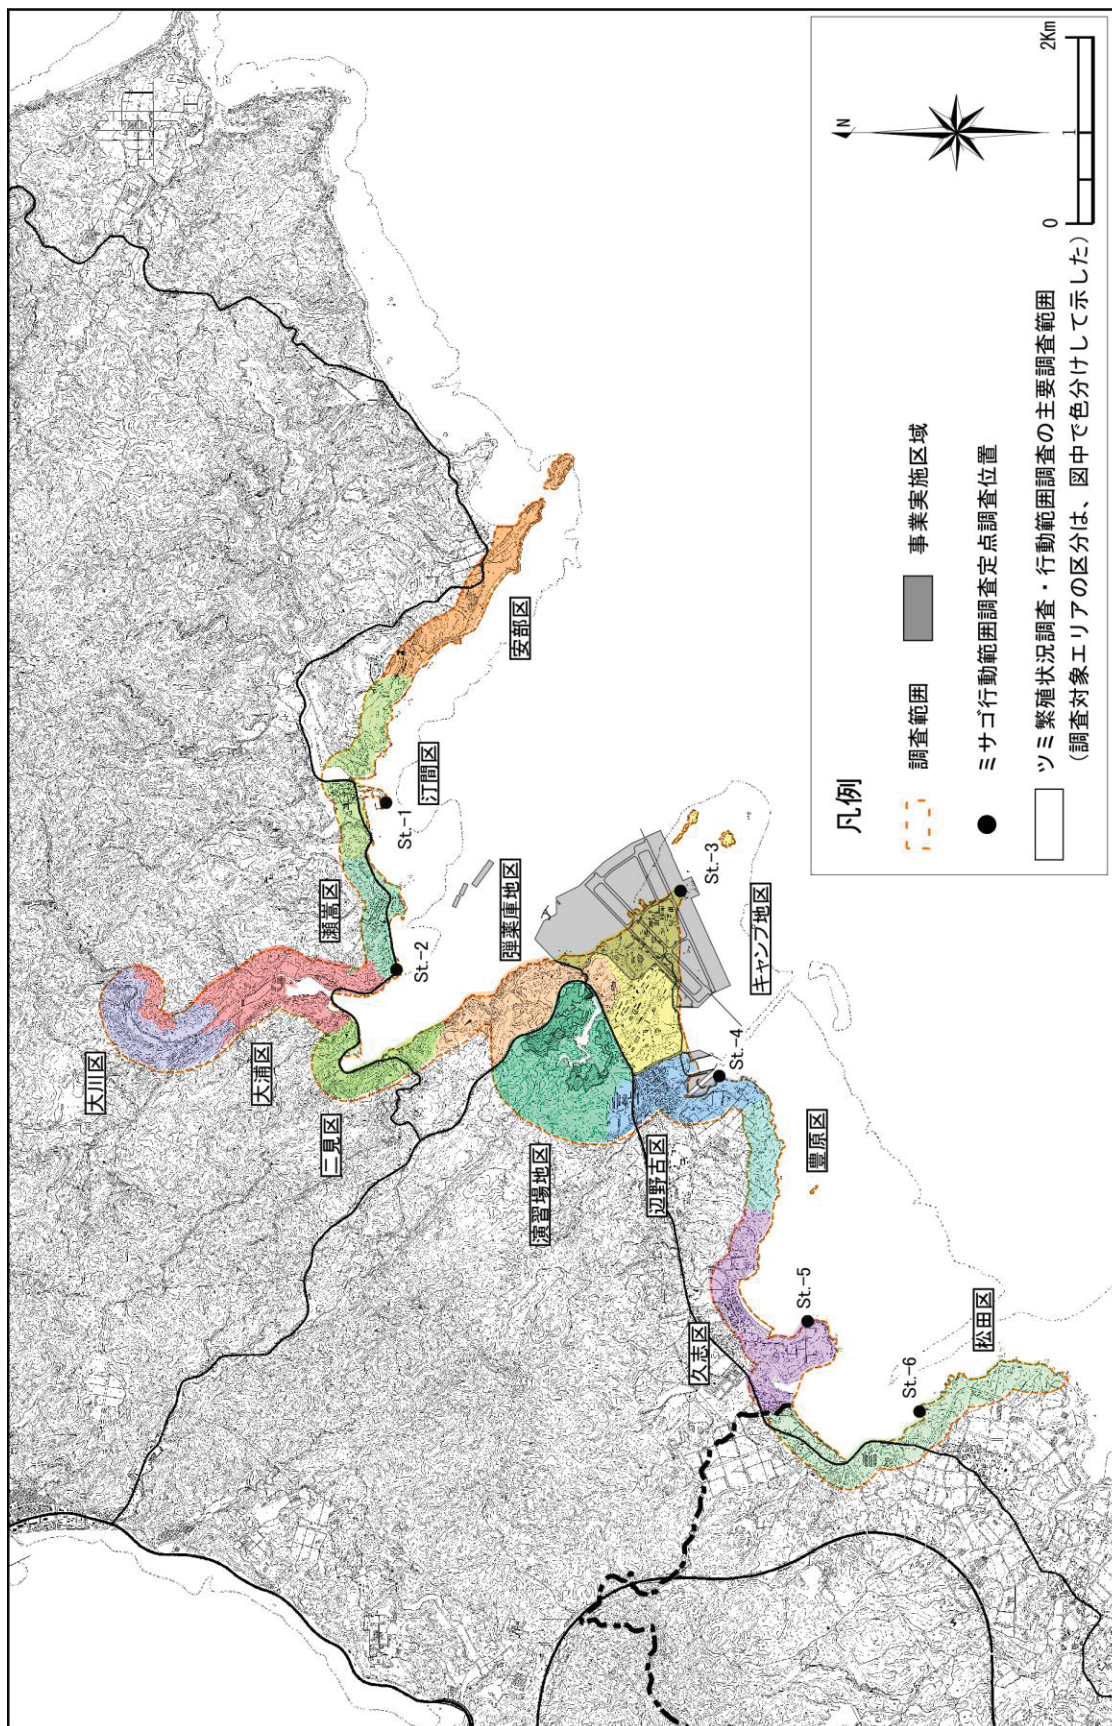 大川区
大浦区
二見区
瀬嵩区
汀間区
安部区
St.-1
St.-2
弾薬庫地区
演習場地区
辺野古区
キャンプ地区
St.-3
St.-4
豊原区
久志区
St.-5
松田区
St.-6
凡例
調査範囲
事業実施区域
ミサゴ行動範囲調査定点調査位置
ツミ繁殖状況調査・行動範囲調査の主要調査範囲
(調査対象エリアの区分は、図中で色分けして示した)
N
0 1 2Km